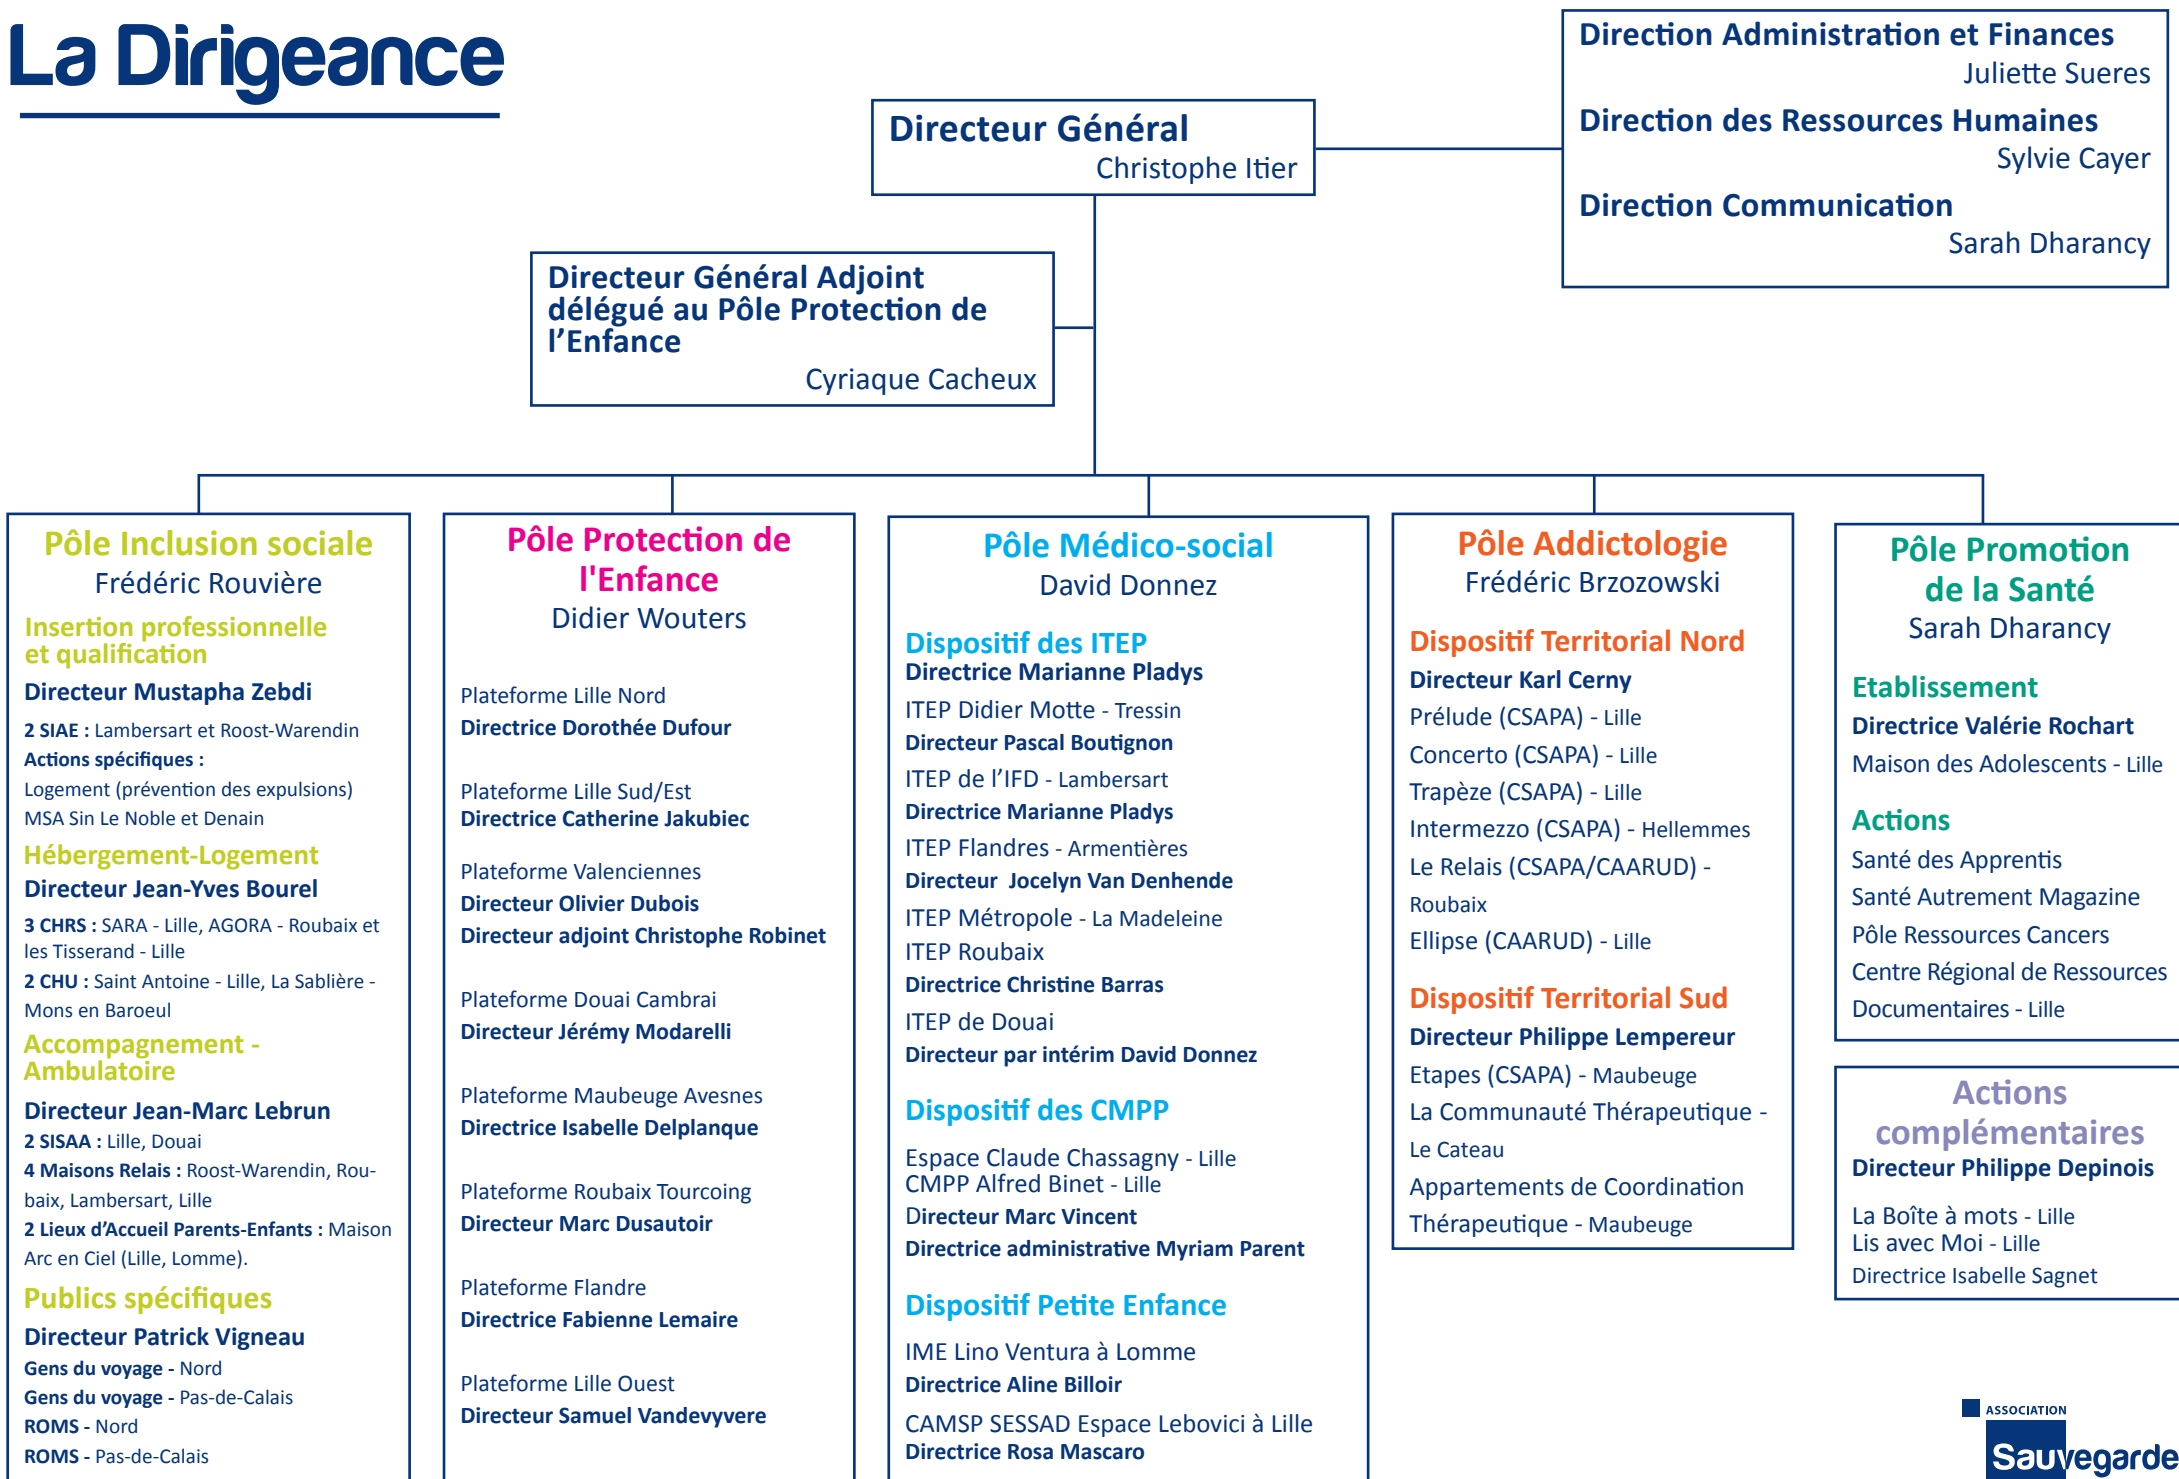 La Dirigeance
Direction Administration et Finances
Juliette Sueres
Direction des Ressources Humaines
Sylvie Cayer
Direction Communication
Sarah Dharancy
Directeur Général
Christophe Itier
Directeur Général Adjoint
délégué au Pôle Protection de
l’Enfance
Cyriaque Cacheux
Pôle Inclusion sociale
Frédéric Rouvière
Insertion professionnelle
et qualification
Directeur Mustapha Zebdi
2 SIAE : Lambersart et Roost-Warendin
Actions spécifiques :
Logement (prévention des expulsions)
MSA Sin Le Noble et Denain
Hébergement-Logement
Directeur Jean-Yves Bourel
3 CHRS : SARA - Lille, AGORA - Roubaix et
les Tisserand - Lille
2 CHU : Saint Antoine - Lille, La Sablière -
Mons en Baroeul
Accompagnement -
Ambulatoire
Directeur Jean-Marc Lebrun
2 SISAA : Lille, Douai
4 Maisons Relais : Roost-Warendin, Rou-
baix, Lambersart, Lille
2 Lieux d’Accueil Parents-Enfants : Maison
Arc en Ciel (Lille, Lomme).
Publics spécifiques
Directeur Patrick Vigneau
Gens du voyage - Nord
Gens du voyage - Pas-de-Calais
ROMS - Nord
ROMS - Pas-de-Calais
Pôle Protection de
l'Enfance
Didier Wouters
Plateforme Lille Nord
Directrice Dorothée Dufour
Plateforme Lille Sud/Est
Directrice Catherine Jakubiec
Plateforme Valenciennes
Directeur Olivier Dubois
Directeur adjoint Christophe Robinet
Plateforme Douai Cambrai
Directeur Jérémy Modarelli
Plateforme Maubeuge Avesnes
Directrice Isabelle Delplanque
Plateforme Roubaix Tourcoing
Directeur Marc Dusautoir
Plateforme Flandre
Directrice Fabienne Lemaire
Plateforme Lille Ouest
Directeur Samuel Vandevyvere
Pôle Médico-social
David Donnez
Dispositif des ITEP
Directrice Marianne Pladys
ITEP Didier Motte - Tressin
Directeur Pascal Boutignon
ITEP de l’IFD - Lambersart
Directrice Marianne Pladys
ITEP Flandres - Armentières
Directeur Jocelyn Van Denhende
ITEP Métropole - La Madeleine
ITEP Roubaix
Directrice Christine Barras
ITEP de Douai
Directeur par intérim David Donnez
Dispositif des CMPP
Espace Claude Chassagny - Lille
CMPP Alfred Binet - Lille
Directeur Marc Vincent
Directrice administrative Myriam Parent
Dispositif Petite Enfance
IME Lino Ventura à Lomme
Directrice Aline Billoir
CAMSP SESSAD Espace Lebovici à Lille
Directrice Rosa Mascaro
Pôle Addictologie
Frédéric Brzozowski
Dispositif Territorial Nord
Directeur Karl Cerny
Prélude (CSAPA) - Lille
Concerto (CSAPA) - Lille
Trapèze (CSAPA) - Lille
Intermezzo (CSAPA) - Hellemmes
Le Relais (CSAPA/CAARUD) -
Roubaix
Ellipse (CAARUD) - Lille
Dispositif Territorial Sud
Directeur Philippe Lempereur
Etapes (CSAPA) - Maubeuge
La Communauté Thérapeutique -
Le Cateau
Appartements de Coordination
Thérapeutique - Maubeuge
Pôle Promotion
de la Santé
Sarah Dharancy
Etablissement
Directrice Valérie Rochart
Maison des Adolescents - Lille
Actions
Santé des Apprentis
Santé Autrement Magazine
Pôle Ressources Cancers
Centre Régional de Ressources
Documentaires - Lille
Actions
complémentaires
Directeur Philippe Depinois
La Boîte à mots - Lille
Lis avec Moi - Lille
Directrice Isabelle Sagnet
ASSOCIATION
Sauvegarde